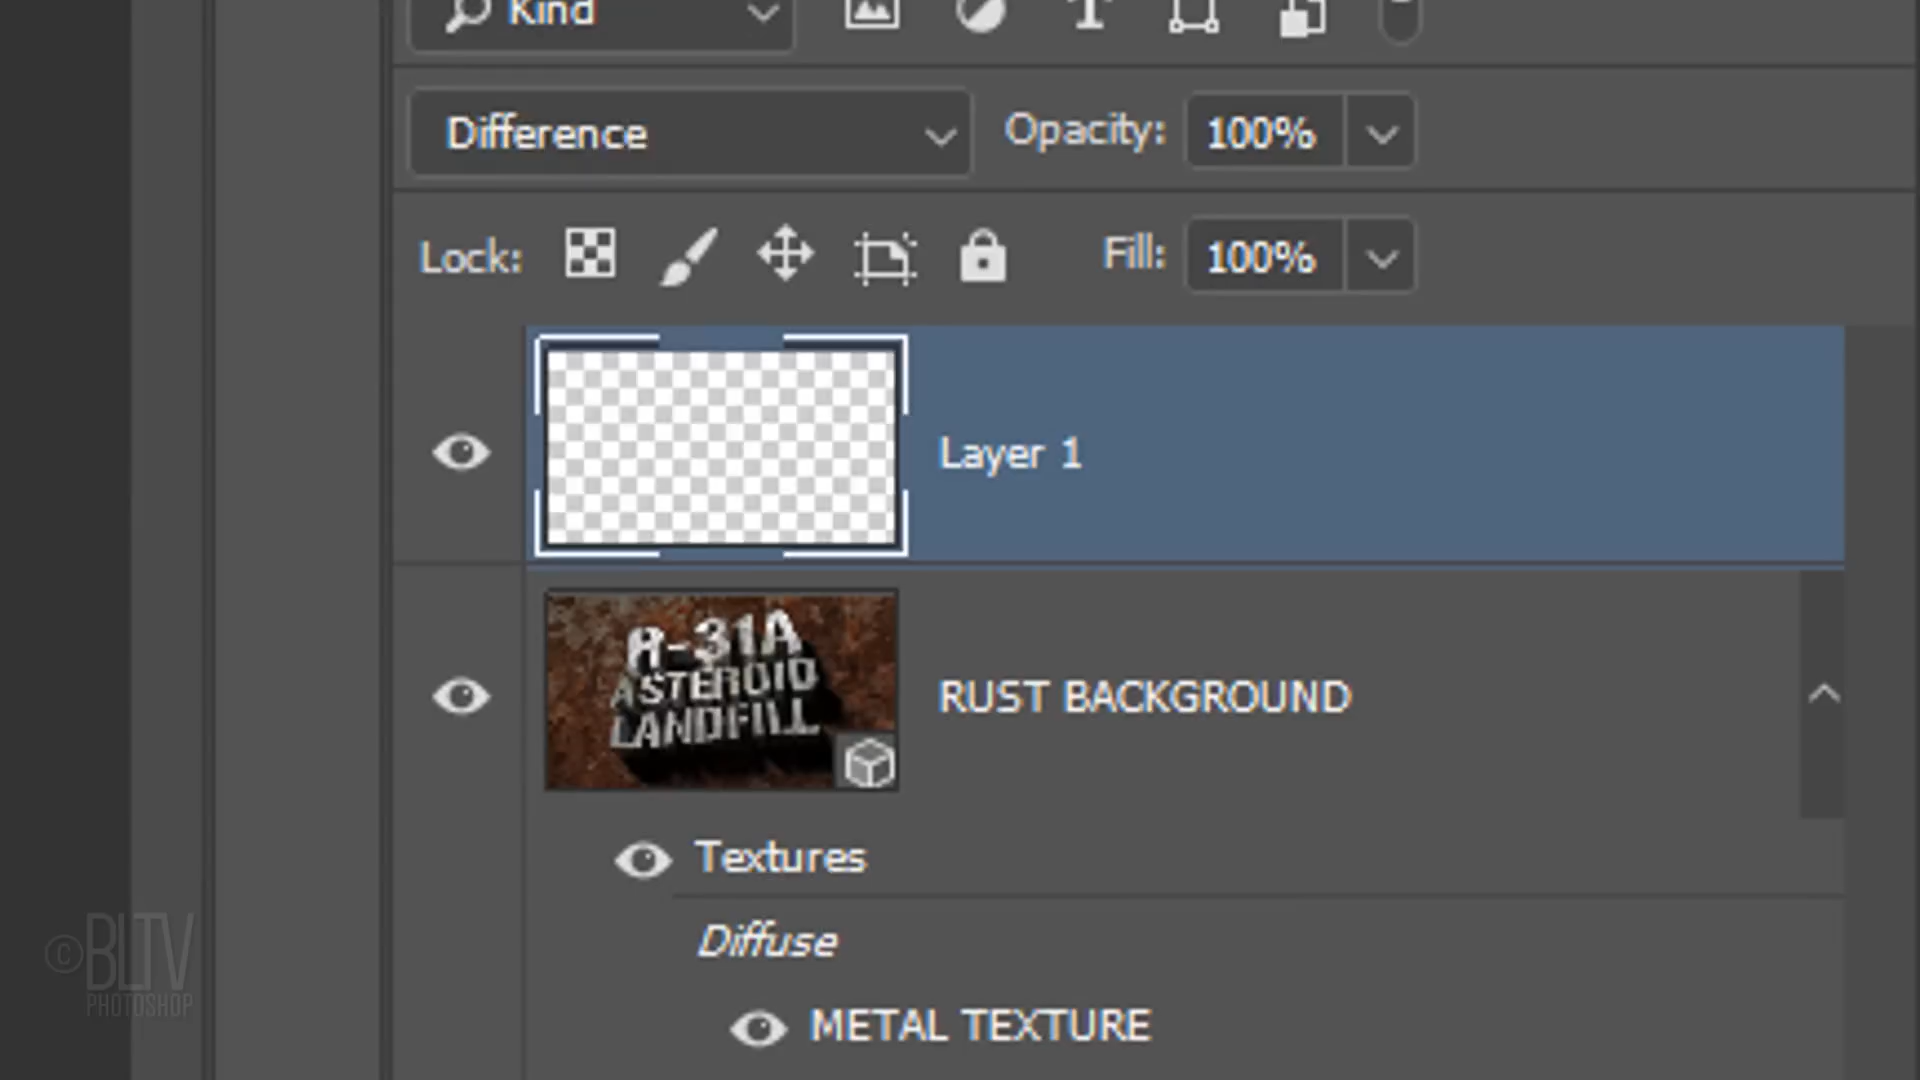 Kind
Difference
Opacity: 100%
Lock:
Fill: 100%
Layer 1
R-31A
ASTEROID
LANDFILL
RUST BACKGROUND
Textures
Diffuse
METAL TEXTURE
©BLTV
PHOTOSHOP